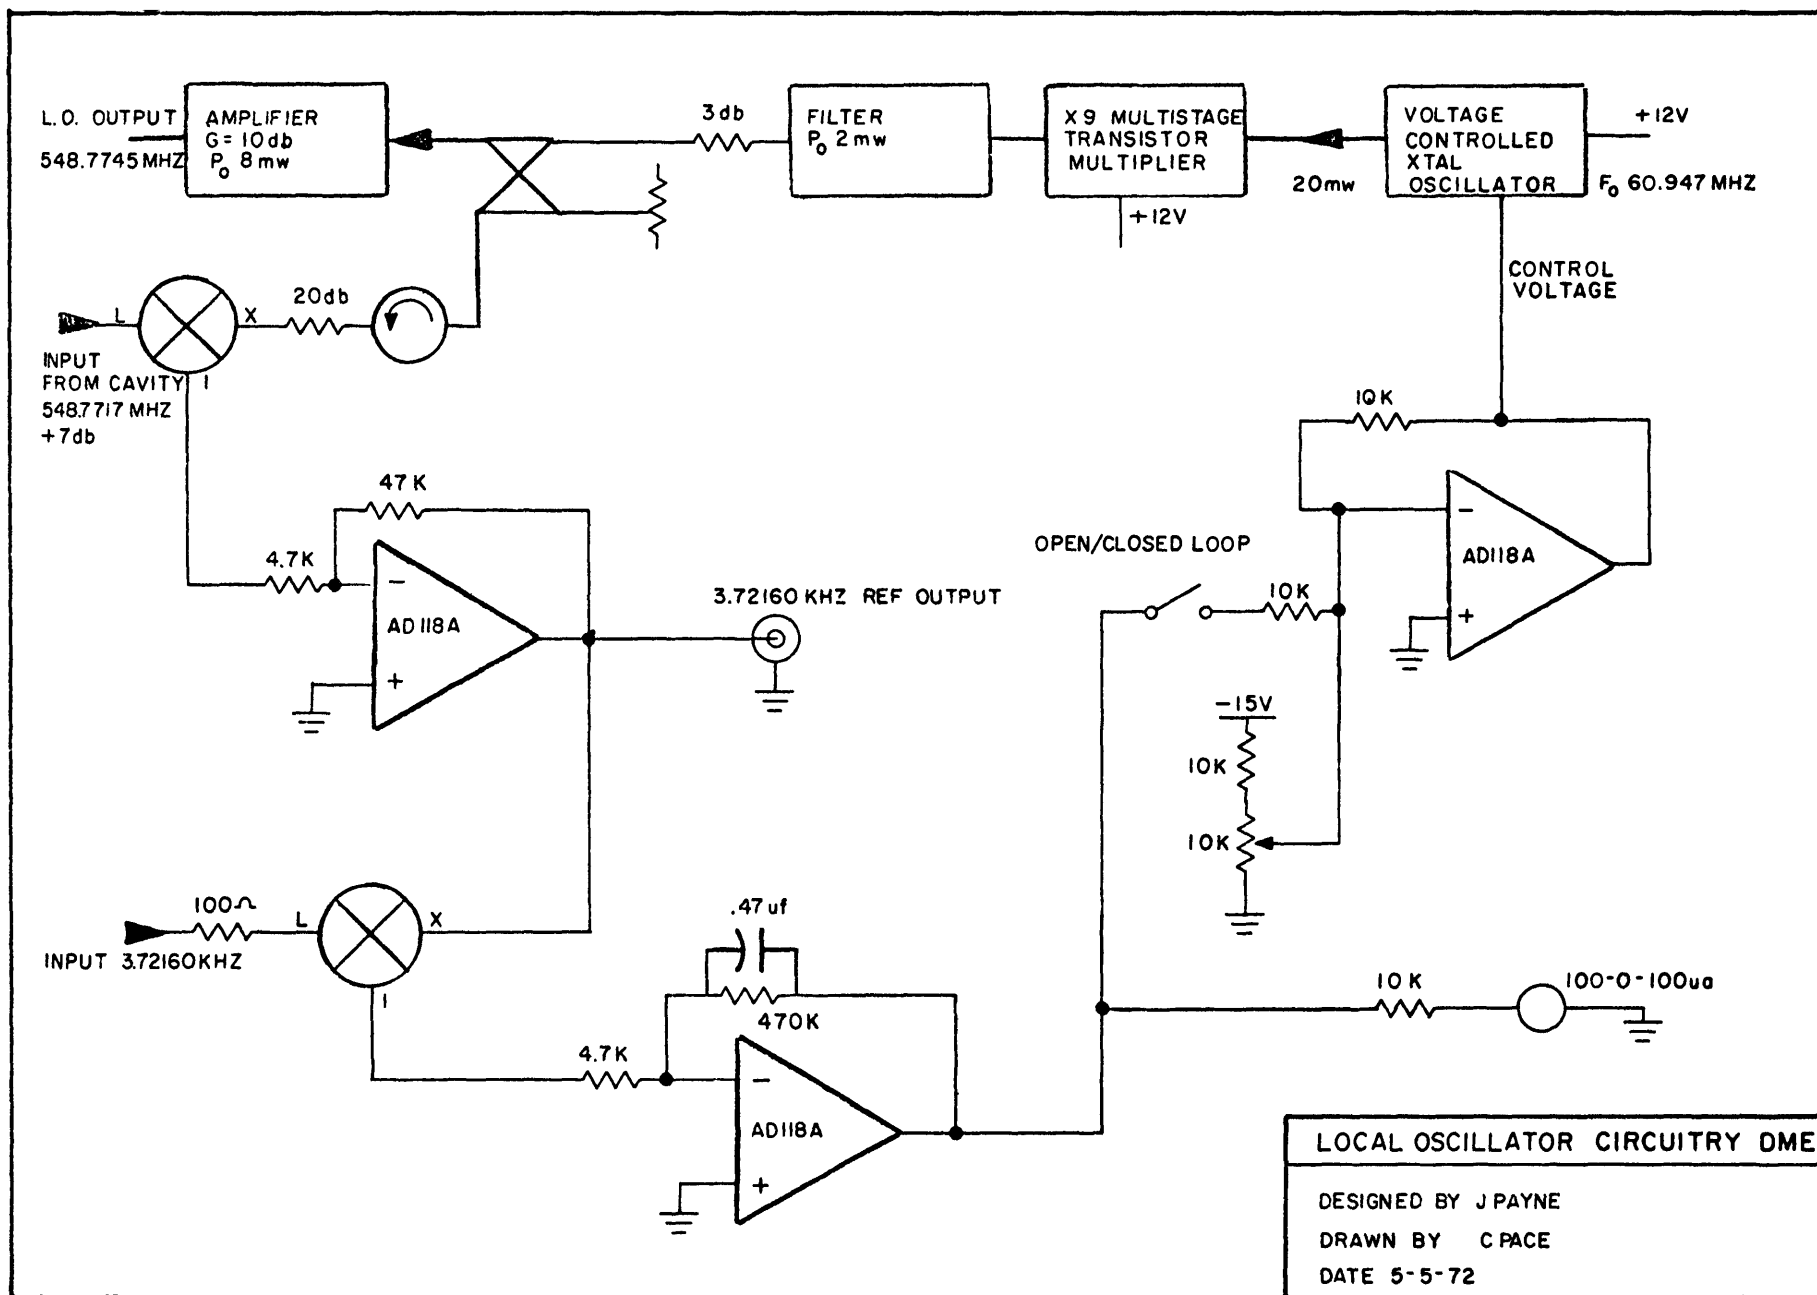 L.O. OUTPUT
548.7745 MHZ
AMPLIFIER
G = 10db
Po 8mw
3db
FILTER
Po 2mw
X9 MULTISTAGE
TRANSISTOR
MULTIPLIER
+12V
20mw
VOLTAGE
CONTROLLED
XTAL
OSCILLATOR
+12V
Fo 60.947 MHZ
CONTROL
VOLTAGE
L
X
I
20db
INPUT
FROM CAVITY
548.7717 MHZ
+7db
47K
4.7K
−
AD118A
+
3.72160 KHZ REF OUTPUT
10K
OPEN/CLOSED LOOP
10K
−
AD118A
+
−15V
10K
10K
100Ω
L
X
I
INPUT 3.72160KHZ
.47uf
470K
4.7K
−
AD118A
+
10K
100-0-100ua
LOCAL OSCILLATOR CIRCUITRY DME
DESIGNED BY J PAYNE
DRAWN BY C PACE
DATE 5-5-72